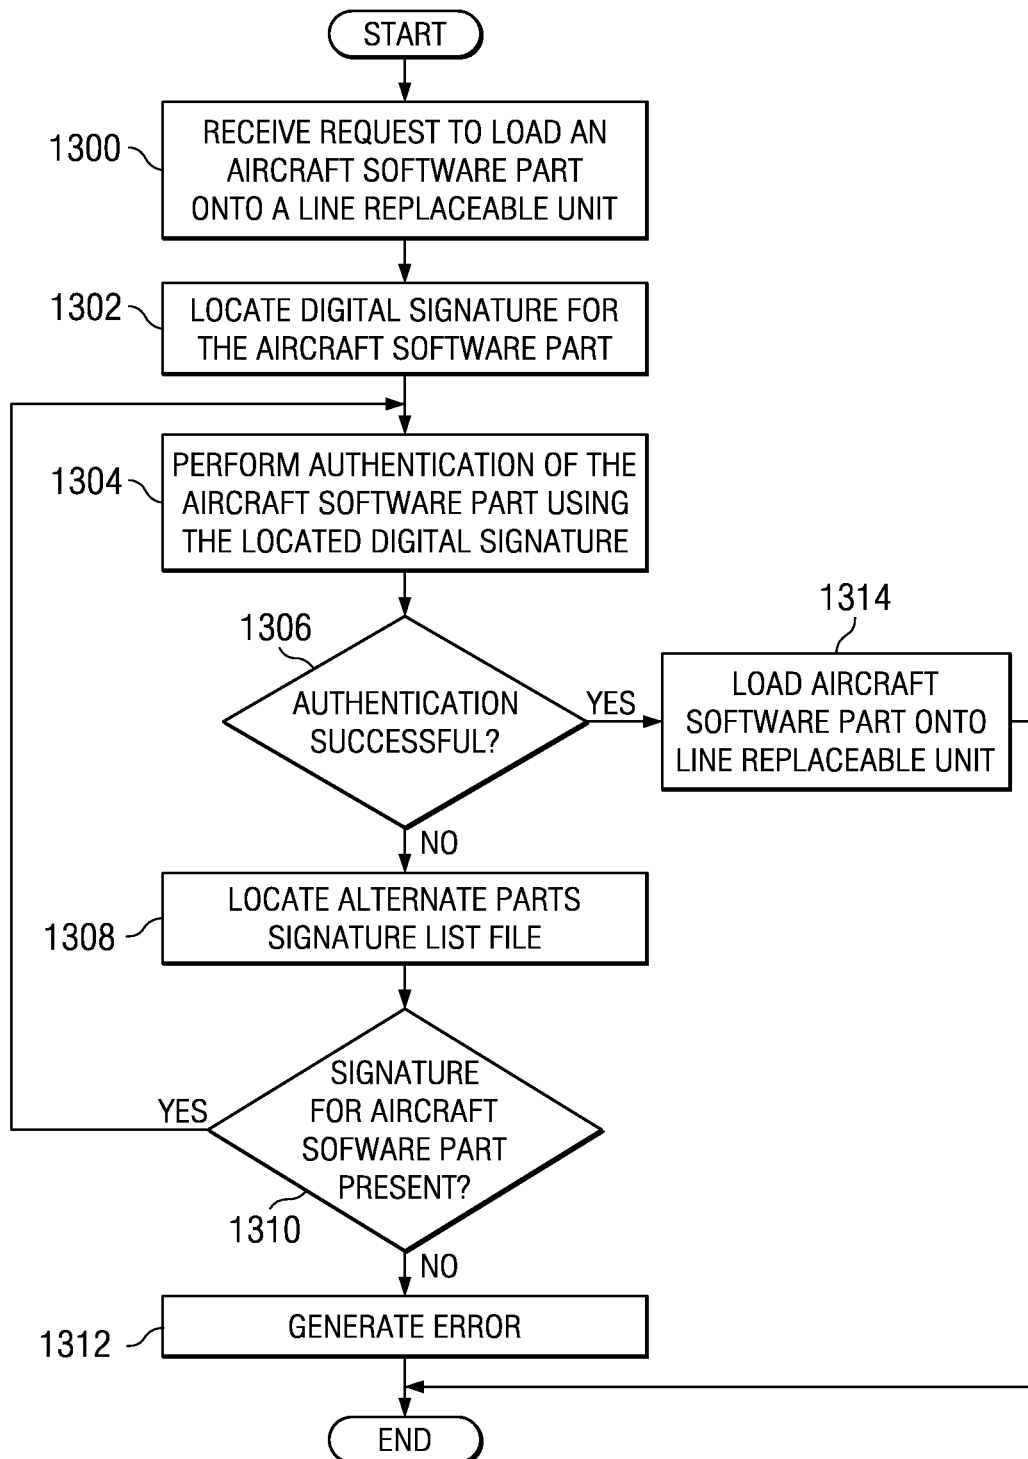 START
1300
RECEIVE REQUEST TO LOAD AN
AIRCRAFT SOFTWARE PART
ONTO A LINE REPLACEABLE UNIT
1302
LOCATE DIGITAL SIGNATURE FOR
THE AIRCRAFT SOFTWARE PART
1304
PERFORM AUTHENTICATION OF THE
AIRCRAFT SOFTWARE PART USING
THE LOCATED DIGITAL SIGNATURE
1306
AUTHENTICATION
SUCCESSFUL?
YES
1314
LOAD AIRCRAFT
SOFTWARE PART ONTO
LINE REPLACEABLE UNIT
NO
1308
LOCATE ALTERNATE PARTS
SIGNATURE LIST FILE
YES
SIGNATURE
FOR AIRCRAFT
SOFWARE PART
PRESENT?
1310
NO
1312
GENERATE ERROR
END